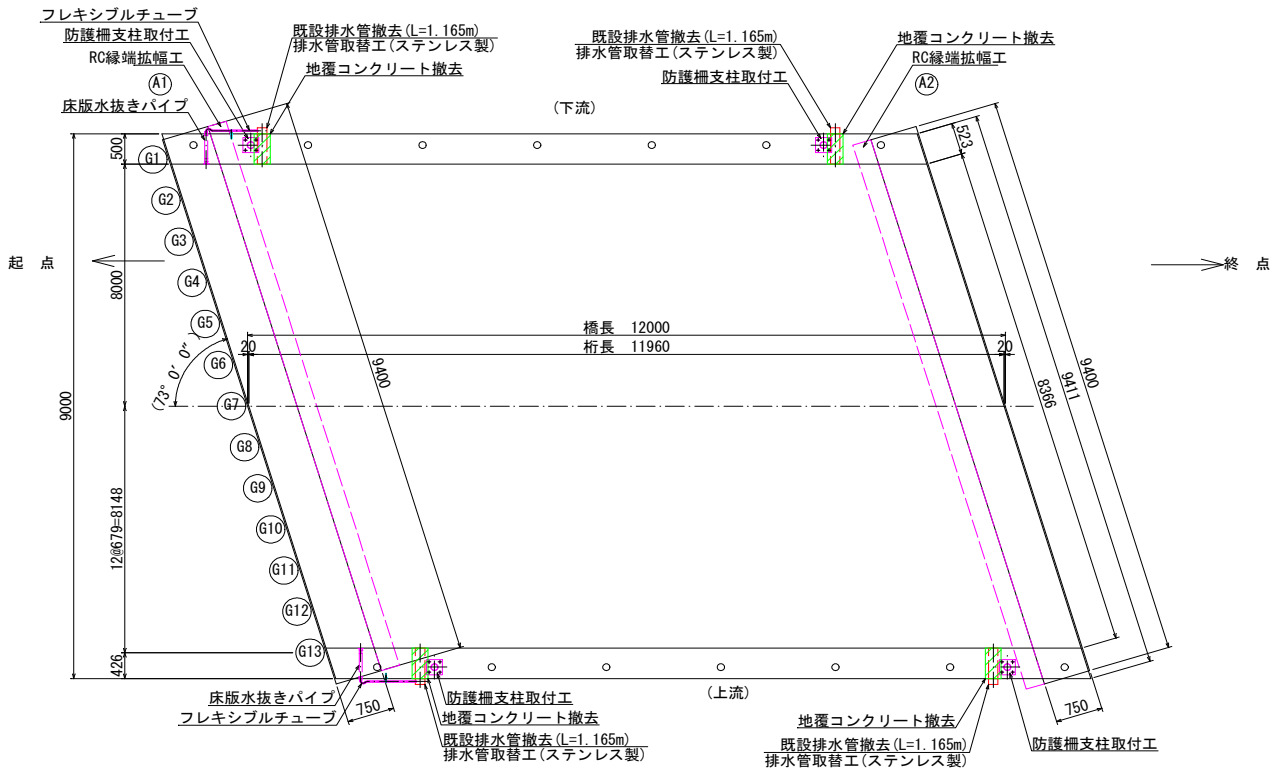 フレキシブルチューブ
防護柵支柱取付工
RC縁端拡幅工
A1
床版水抜きパイプ
既設排水管撤去(L=1.165m)
排水管取替工(ステンレス製)
地覆コンクリート撤去
(下流)
既設排水管撤去(L=1.165m)
排水管取替工(ステンレス製)
防護柵支柱取付工
地覆コンクリート撤去
RC縁端拡幅工
A2
500
8000
9000
12@679=8148
426
G1
G2
G3
G4
G5
G6
G7
G8
G9
G10
G11
G12
G13
起 点
終 点
(73° 0′ 0″)
橋長 12000
20
桁長 11960
20
9400
523
8366
9411
9400
床版水抜きパイプ
フレキシブルチューブ
750
防護柵支柱取付工
地覆コンクリート撤去
既設排水管撤去(L=1.165m)
排水管取替工(ステンレス製)
(上流)
地覆コンクリート撤去
既設排水管撤去(L=1.165m)
排水管取替工(ステンレス製)
防護柵支柱取付工
750